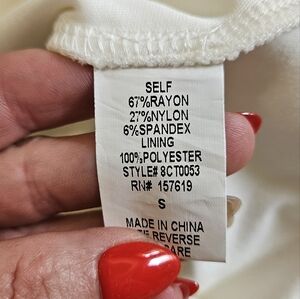 SELF
67%RAYON
27%NYLON
6%SPANDEX
LINING
100%POLYESTER
STYLE# 8CT0053
RN# 157619
S
MADE IN CHINA
REVERSE